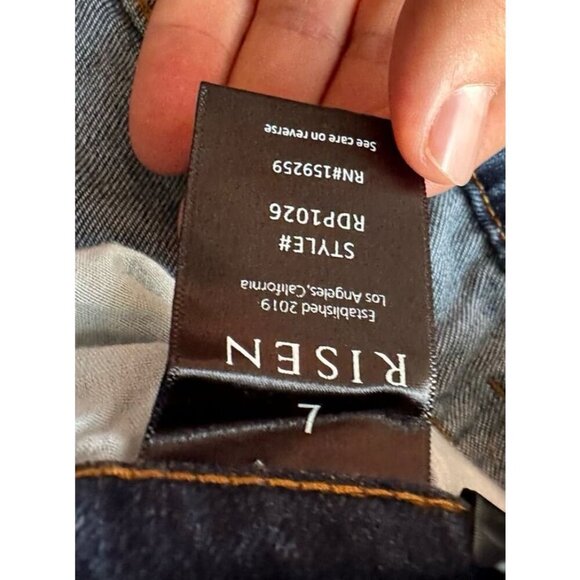 7
RISEN
Established 2019
Los Angeles,California
STYLE#
RDP1026
RN#159259
See care on reverse